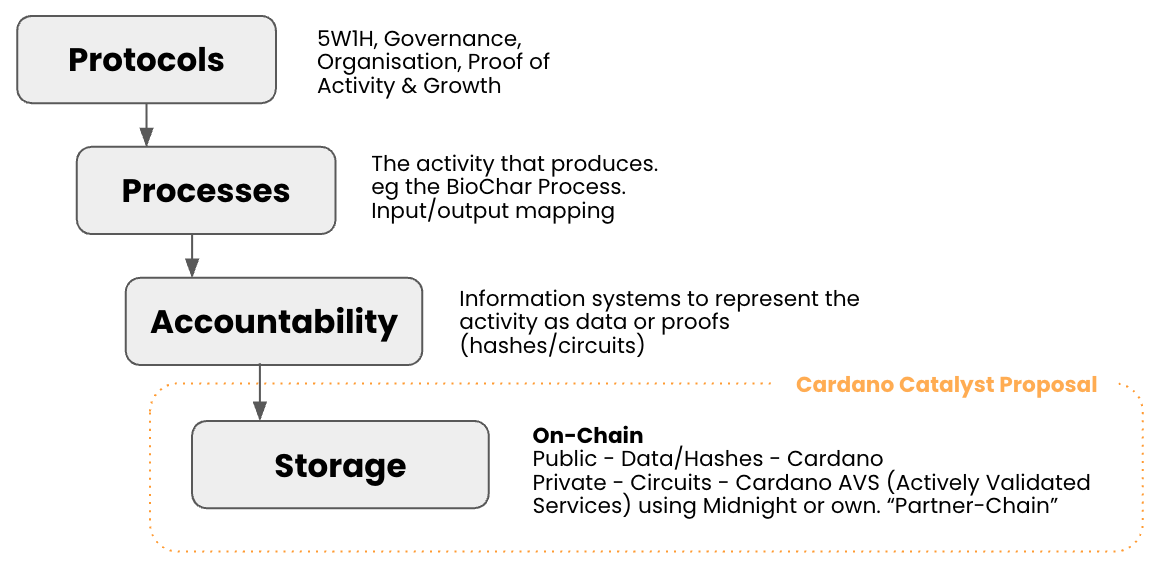 Protocols
5W1H, Governance,
Organisation, Proof of
Activity & Growth
Processes
The activity that produces.
eg the BioChar Process.
Input/output mapping
Accountability
Information systems to represent the
activity as data or proofs
(hashes/circuits)
Cardano Catalyst Proposal
Storage
On-Chain
Public - Data/Hashes - Cardano
Private - Circuits - Cardano AVS (Actively Validated
Services) using Midnight or own. “Partner-Chain”